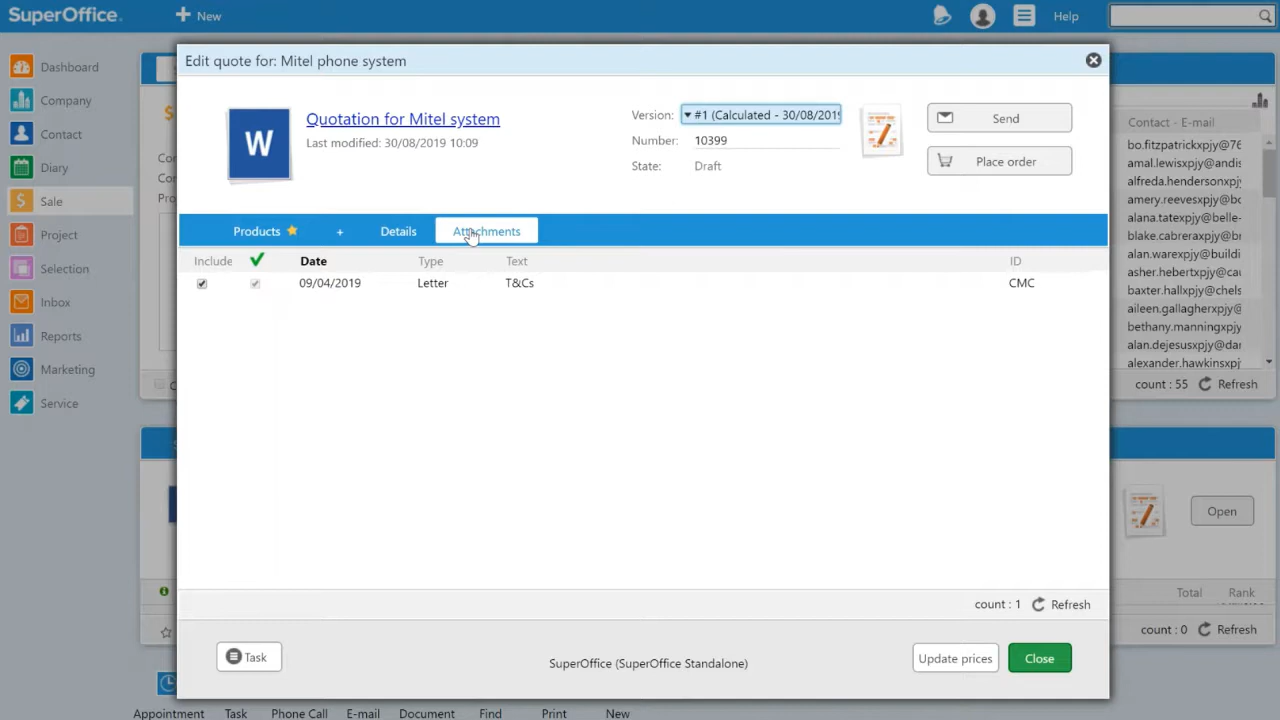 SuperOffice.
New
Help
Dashboard
Company
Contact
Diary
Sale
Project
Selection
Inbox
Reports
Marketing
Service
Edit quote for: Mitel phone system
W
Quotation for Mitel system
Last modified: 30/08/2019 10:09
Version: #1 (Calculated - 30/08/2019
Number: 10399
State: Draft
Send
Place order
Products + Details Attachments
Include Date Type Text ID
09/04/2019 Letter T&Cs CMC
count : 1 Refresh
Task
SuperOffice (SuperOffice Standalone)
Update prices
Close
Contact - E-mail
bo.fitzpatrickxpjy@76
amal.lewisxpjy@andis
alfreda.hendersonxpjy
amery.reevesxpjy@bo
alana.tatexpjy@belle-
blake.cabreraxpjy@bo
alan.warexpjy@buildi
asher.hebertxpjy@cau
baxter.hallxpjy@chels
aileen.gallagherxpjy@
bethany.manningxpjy
alan.dejesusxpjy@dar
alexander.hawkinsxpj
count : 55 Refresh
Open
Total Rank
count : 0 Refresh
Appointment Task Phone Call E-mail Document Find Print New